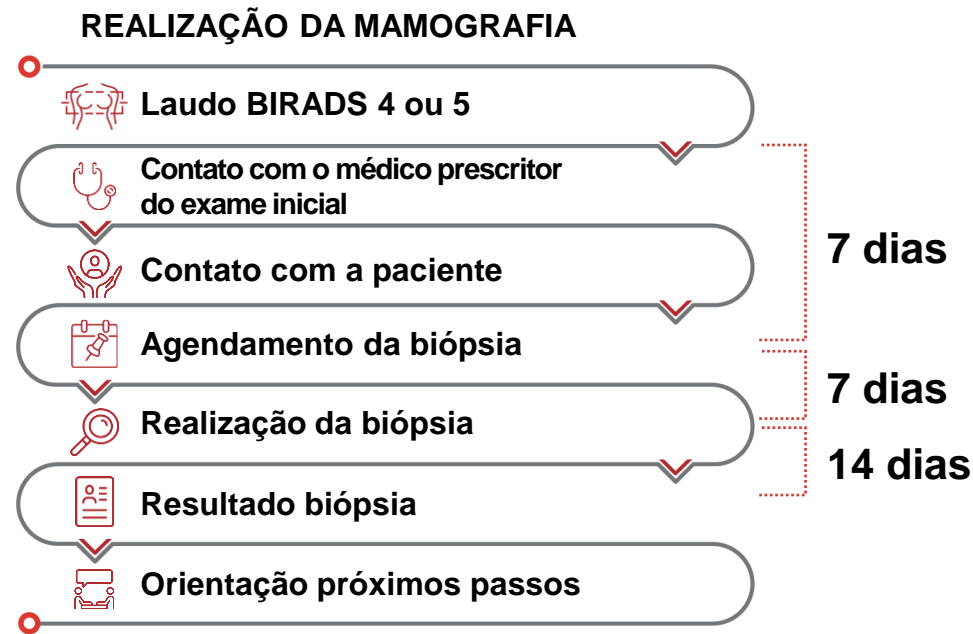 REALIZAÇÃO DA MAMOGRAFIA
Laudo BIRADS 4 ou 5
Contato com o médico prescritor
do exame inicial
Contato com a paciente
Agendamento da biópsia
Realização da biópsia
Resultado biópsia
Orientação próximos passos
7 dias
7 dias
14 dias